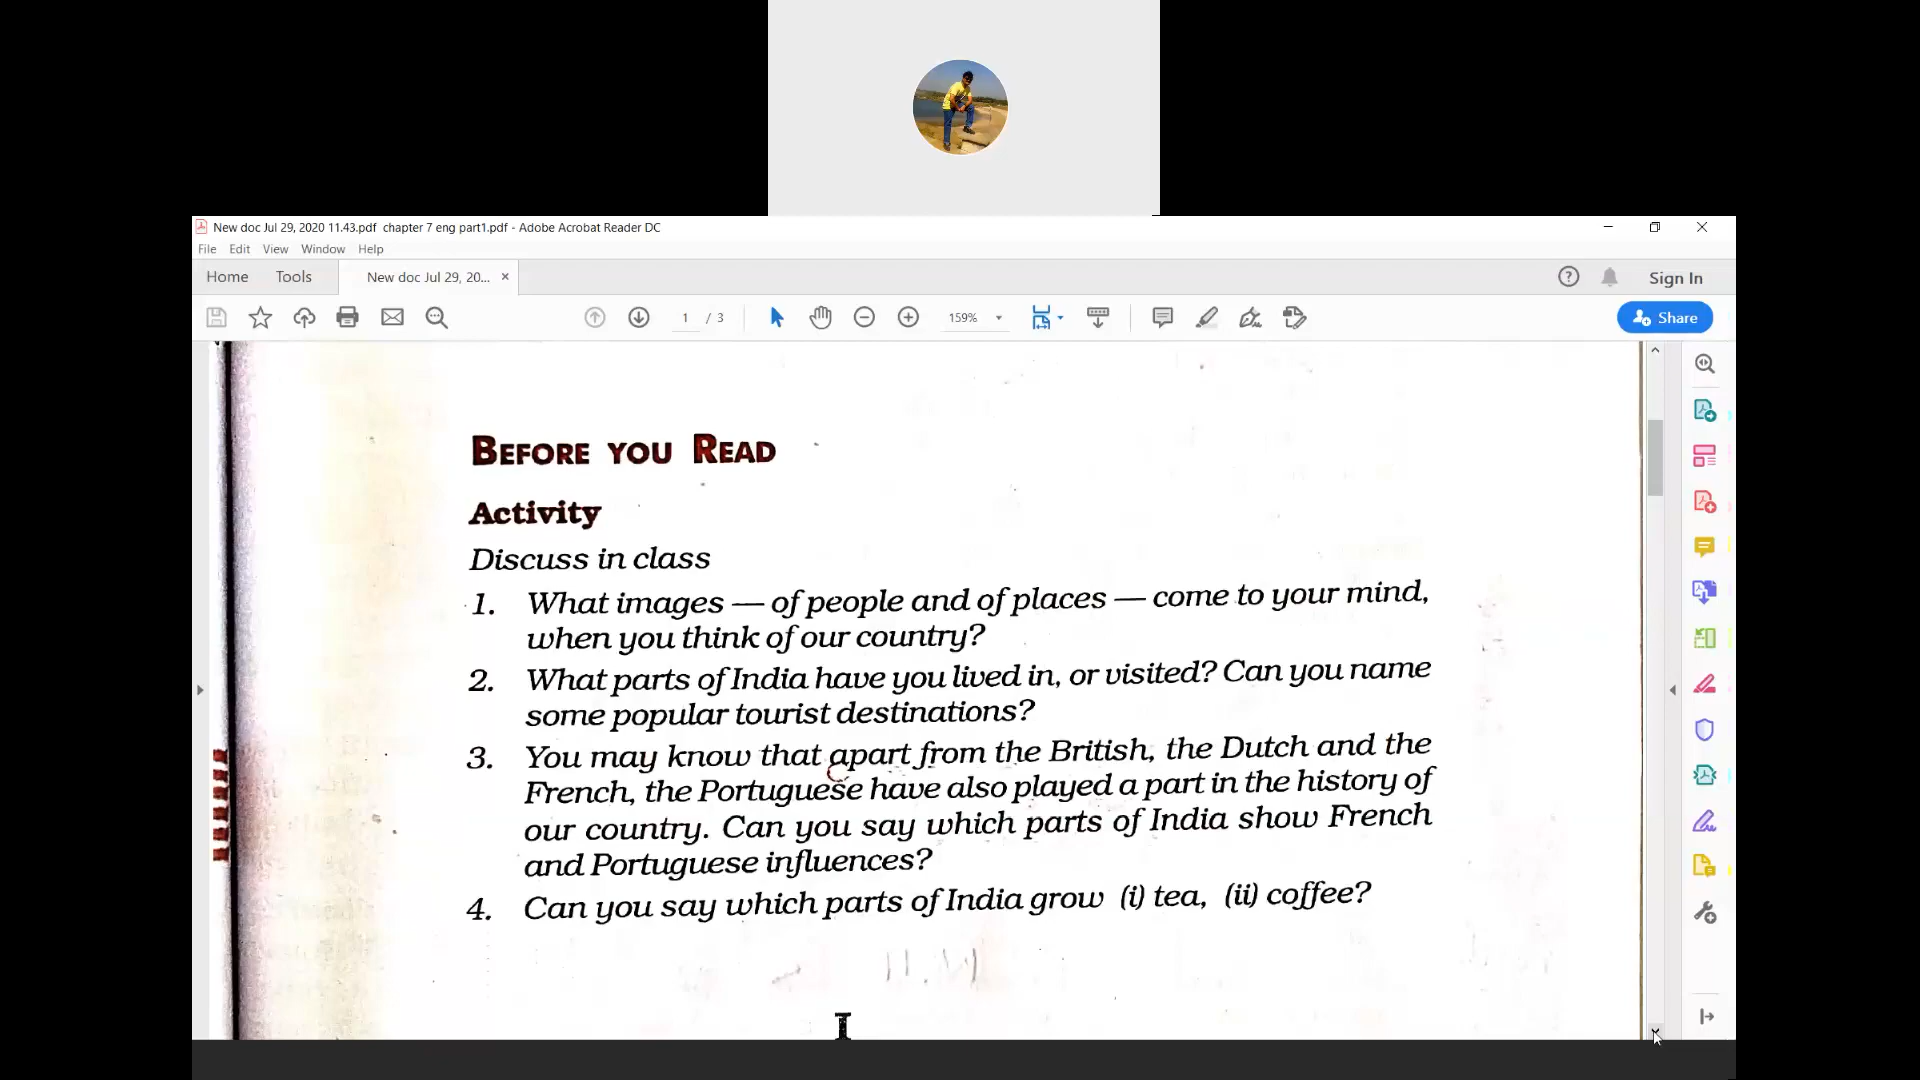 New doc Jul 29, 2020 11.43.pdf chapter 7 eng part1.pdf - Adobe Acrobat Reader DC
File Edit View Window Help
Home Tools New doc Jul 29, 20... × Sign In
1 / 3 159% Share
BEFORE YOU READ
Activity
Discuss in class
1. What images — of people and of places — come to your mind,
when you think of our country?
2. What parts of India have you lived in, or visited? Can you name
some popular tourist destinations?
3. You may know that apart from the British, the Dutch and the
French, the Portuguese have also played a part in the history of
our country. Can you say which parts of India show French
and Portuguese influences?
4. Can you say which parts of India grow (i) tea, (ii) coffee?